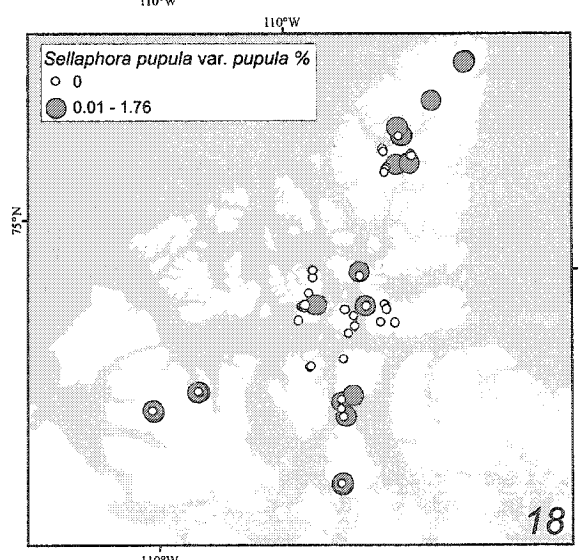 110°W
110°W
Sellaphora pupula var. pupula %
0
0.01 - 1.76
75°N
18
110°W